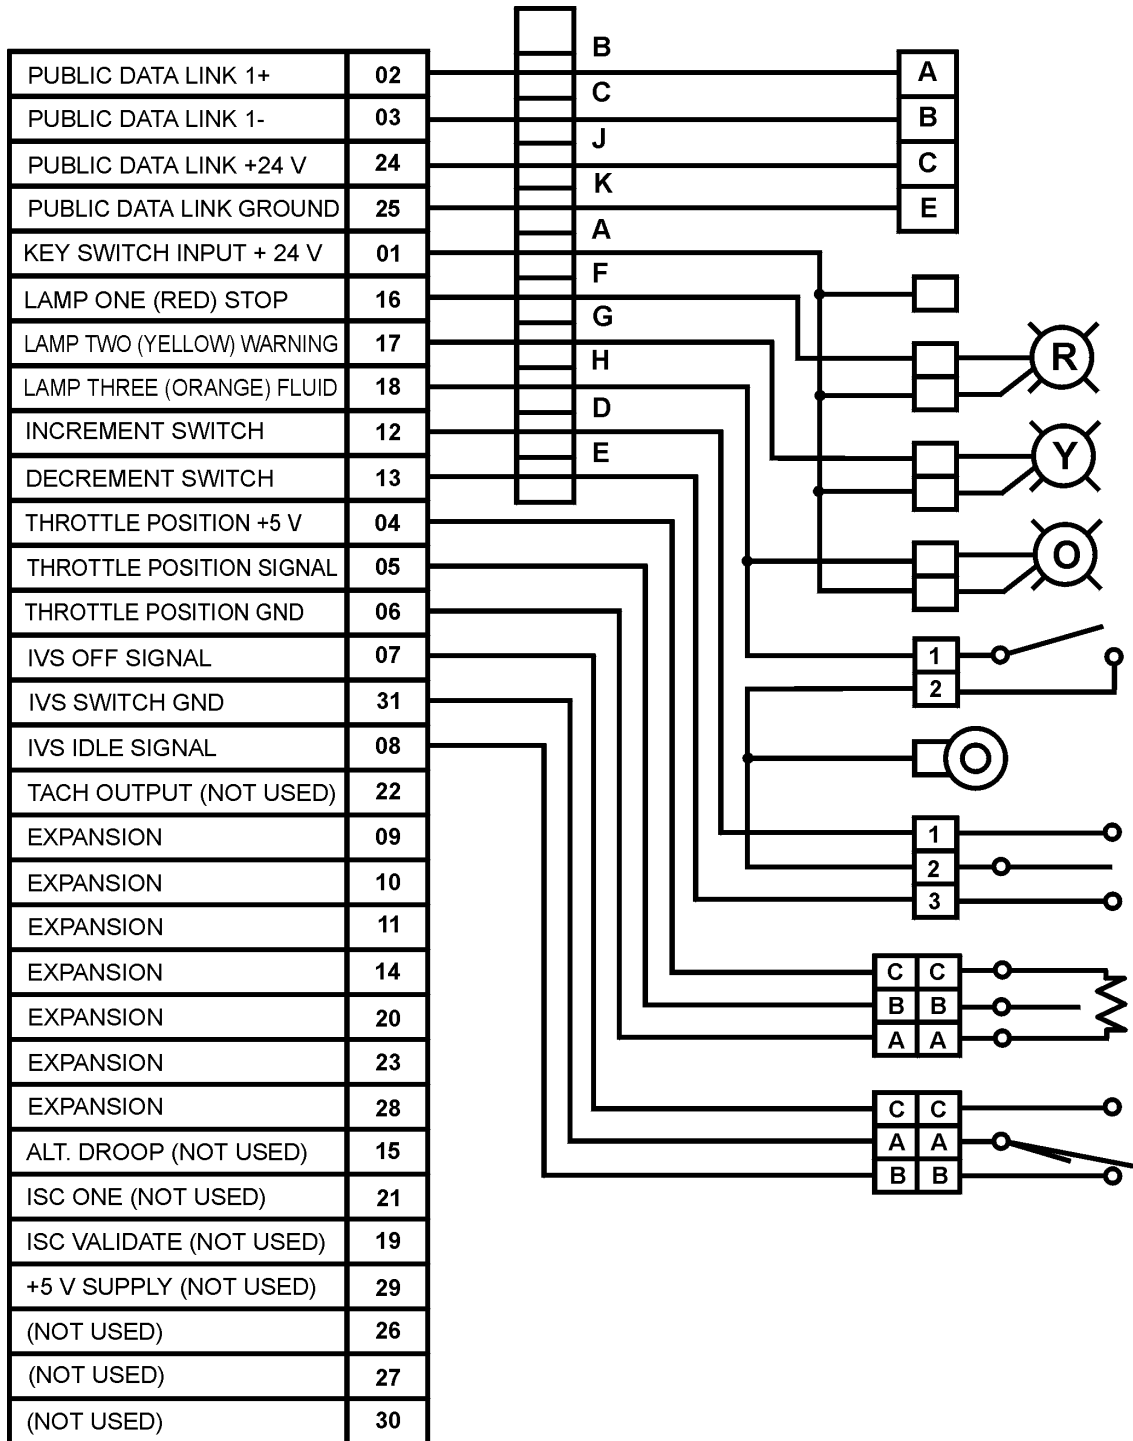 PUBLIC DATA LINK 1+ 02
PUBLIC DATA LINK 1- 03
PUBLIC DATA LINK +24 V 24
PUBLIC DATA LINK GROUND 25
KEY SWITCH INPUT + 24 V 01
LAMP ONE (RED) STOP 16
LAMP TWO (YELLOW) WARNING 17
LAMP THREE (ORANGE) FLUID 18
INCREMENT SWITCH 12
DECREMENT SWITCH 13
THROTTLE POSITION +5 V 04
THROTTLE POSITION SIGNAL 05
THROTTLE POSITION GND 06
IVS OFF SIGNAL 07
IVS SWITCH GND 31
IVS IDLE SIGNAL 08
TACH OUTPUT (NOT USED) 22
EXPANSION 09
EXPANSION 10
EXPANSION 11
EXPANSION 14
EXPANSION 20
EXPANSION 23
EXPANSION 28
ALT. DROOP (NOT USED) 15
ISC ONE (NOT USED) 21
ISC VALIDATE (NOT USED) 19
+5 V SUPPLY (NOT USED) 29
(NOT USED) 26
(NOT USED) 27
(NOT USED) 30
B
C
J
K
A
F
G
H
D
E
A
B
C
E
R
Y
O
1
2
1
2
3
C C
B B
A A
C C
A A
B B